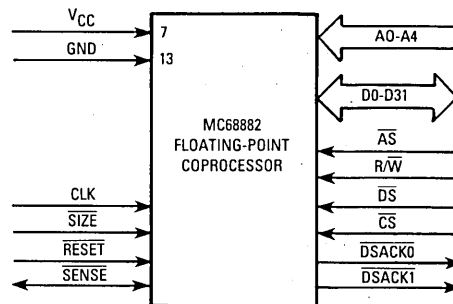 VCC
7
GND
13
A0-A4
D0-D31
MC68882
FLOATING-POINT
COPROCESSOR
AS
R/W
DS
CS
DSACK0
DSACK1
CLK
SIZE
RESET
SENSE